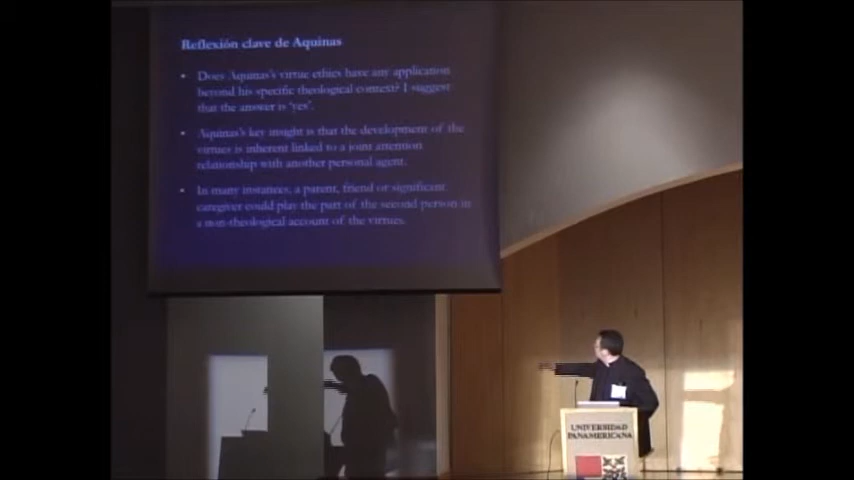 Reflexión clave de Aquinas
• Does Aquinas's virtue ethics have any application
beyond his specific theological context? I suggest
that the answer is 'yes'.
• Aquinas's key insight is that the development of the
virtues is inherent linked to a joint attention
relationship with another personal agent.
• In many instances, a parent, friend or significant
caregiver could play the part of the second person in
a non-theological account of the virtues.
UNIVERSIDAD
PANAMERICANA